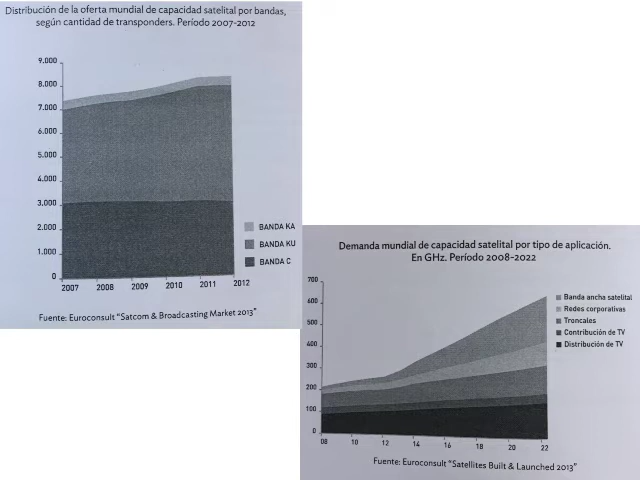 Distribución de la oferta mundial de capacidad satelital por bandas,
según cantidad de transponders. Período 2007-2012
9.000
8.000
7.000
6.000
5.000
4.000
3.000
2.000
1.000
0
2007 2008 2009 2010 2011 2012
BANDA KA
BANDA KU
BANDA C
Fuente: Euroconsult "Satcom & Broadcasting Market 2013"
Demanda mundial de capacidad satelital por tipo de aplicación.
En GHz. Período 2008-2022
700
600
500
400
300
200
100
0
08 10 12 14 16 18 20 22
Banda ancha satelital
Redes corporativas
Troncales
Contribución de TV
Distribución de TV
Fuente: Euroconsult "Satellites Built & Launched 2013"